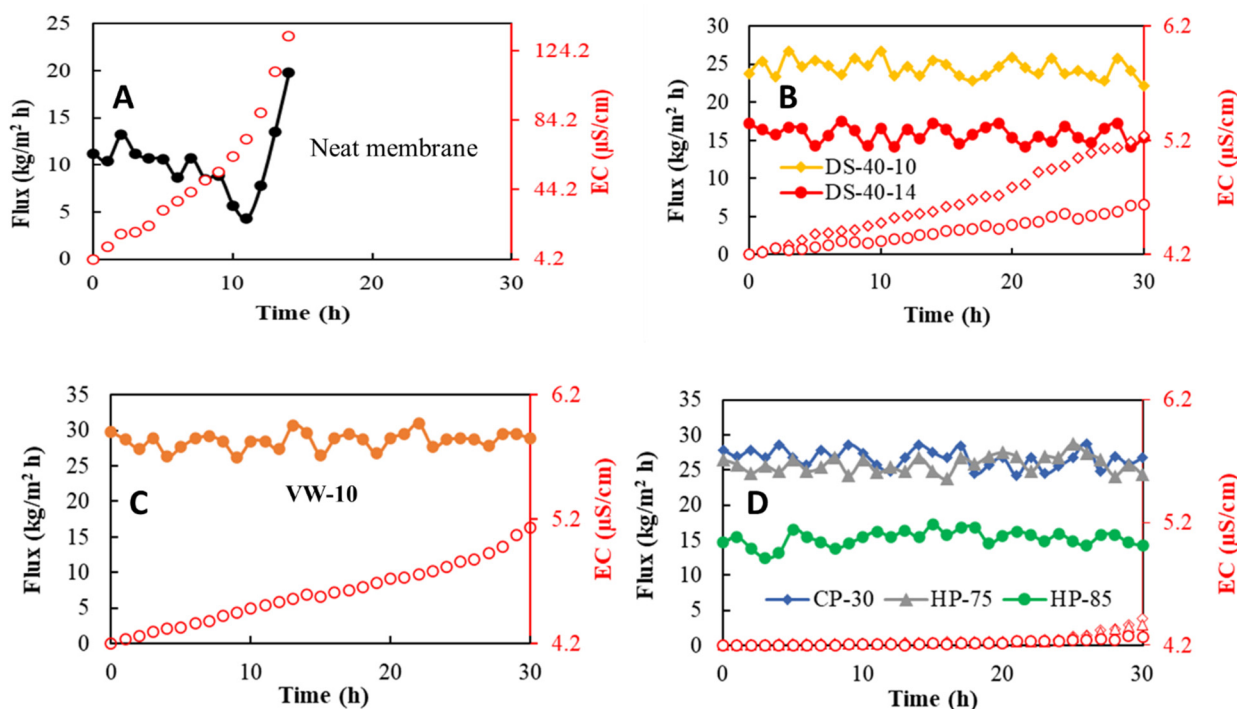 25
20
15
10
5
0
Flux (kg/m² h)
A
Neat membrane
124.2
84.2
44.2
4.2
EC (µS/cm)
0
10
20
30
Time (h)
30
25
20
15
10
5
0
Flux (kg/m² h)
B
DS-40-10
DS-40-14
6.2
5.2
4.2
EC (µS/cm)
0
10
20
30
Time (h)
35
30
25
20
15
10
5
0
Flux (kg/m² h)
C
VW-10
6.2
5.2
4.2
EC (µS/cm)
0
10
20
30
Time (h)
35
30
25
20
15
10
5
0
Flux (kg/m² h)
D
CP-30 HP-75 HP-85
6.2
5.2
4.2
EC (µS/cm)
0
10
20
30
Time (h)